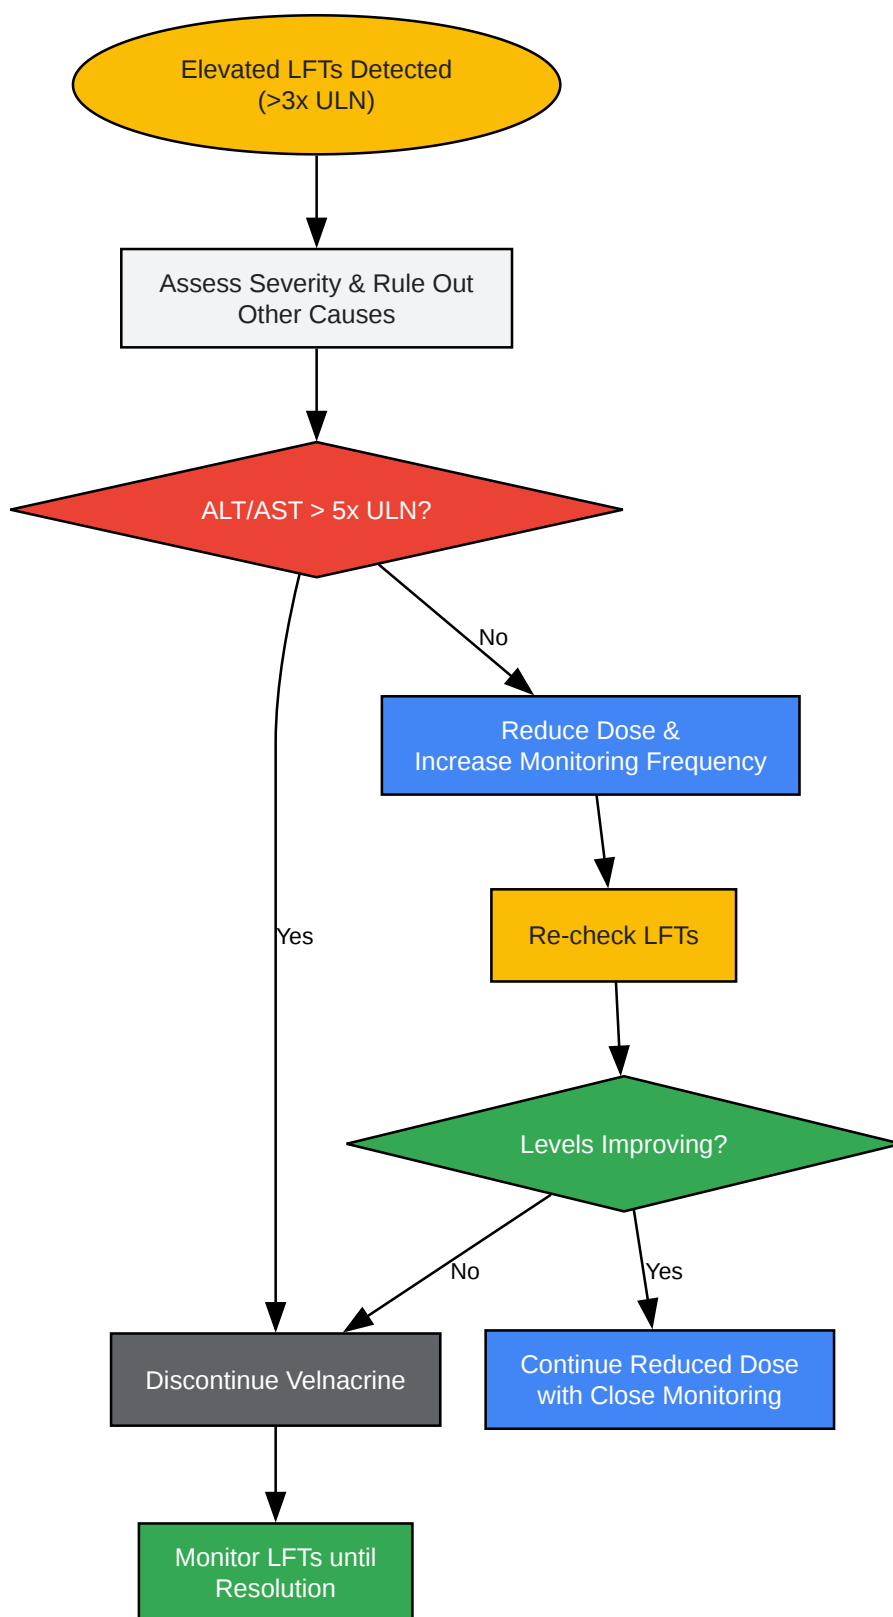 Elevated LFTs Detected
(>3x ULN)
Assess Severity & Rule Out
Other Causes
ALT/AST > 5x ULN?
No
Reduce Dose &
Increase Monitoring Frequency
Yes
Re-check LFTs
Levels Improving?
No
Yes
Discontinue Velnacrine
Continue Reduced Dose
with Close Monitoring
Monitor LFTs until
Resolution